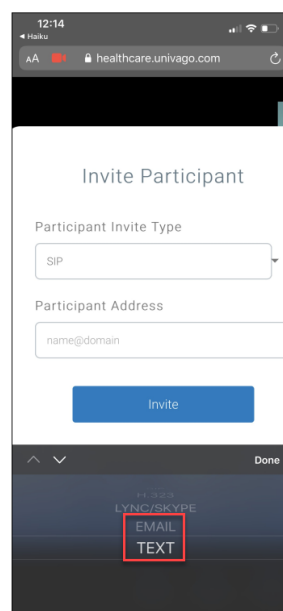 12:14
◀ Haiku
AA healthcare.univago.com
Invite Participant
Participant Invite Type
SIP
Participant Address
name@domain
Invite
Done
H.323
LYNC/SKYPE
EMAIL
TEXT